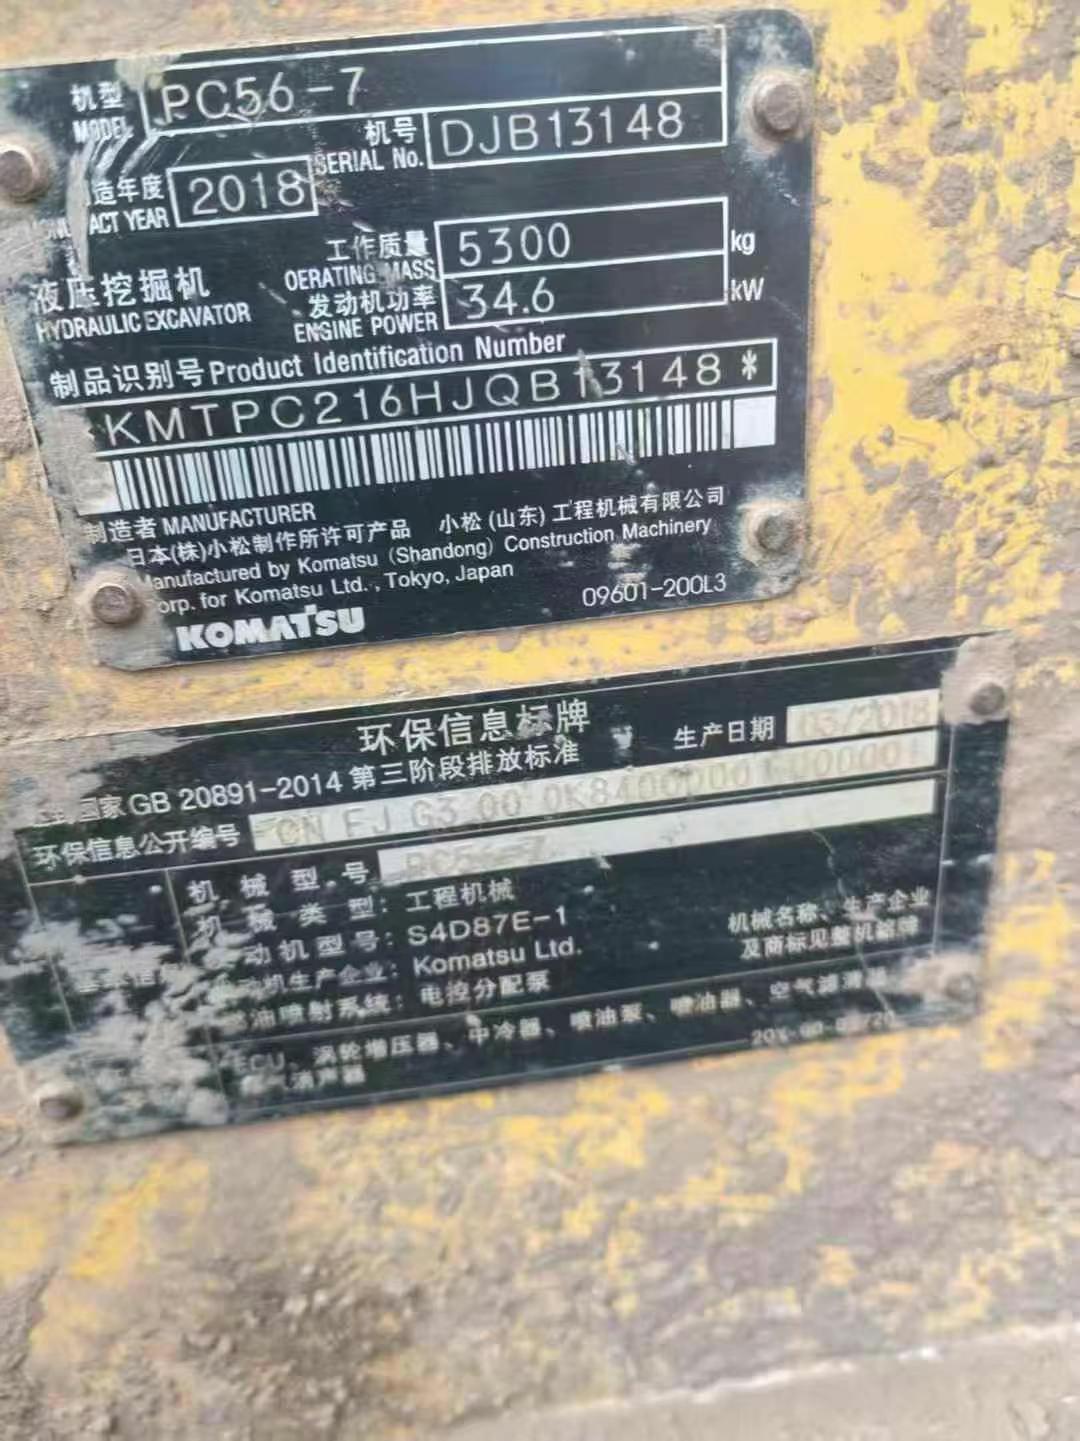 机型 PC56-7
MODEL
机号 DJB13148
SERIAL No.
造年度 2018
ACT YEAR
工作质量 5300 kg
OERATING MASS
液压挖掘机
HYDRAULIC EXCAVATOR
发动机功率 34.6 kW
ENGINE POWER
制品识别号 Product Identification Number
KMTPC216HJQB13148*
制造者 MANUFACTURER
日本(株)小松制作所许可产品 小松(山东)工程机械有限公司
Manufactured by Komatsu (Shandong) Construction Machinery
Corp. for Komatsu Ltd., Tokyo, Japan
KOMATSU
09601-200L3
环保信息标牌
生产日期 03/2018
国家GB 20891-2014 第三阶段排放标准
环保信息公开编号 CN FJ G3 00
机械型号: PC56-7
机械类型: 工程机械
动机型号: S4D87E-1
机械名称、生产企业
及商标见整机铭牌
动机生产企业: Komatsu Ltd.
燃油喷射系统: 电控分配泵
ECU、涡轮增压器、中冷器、喷油泵、喷油器、空气滤清器
消声器